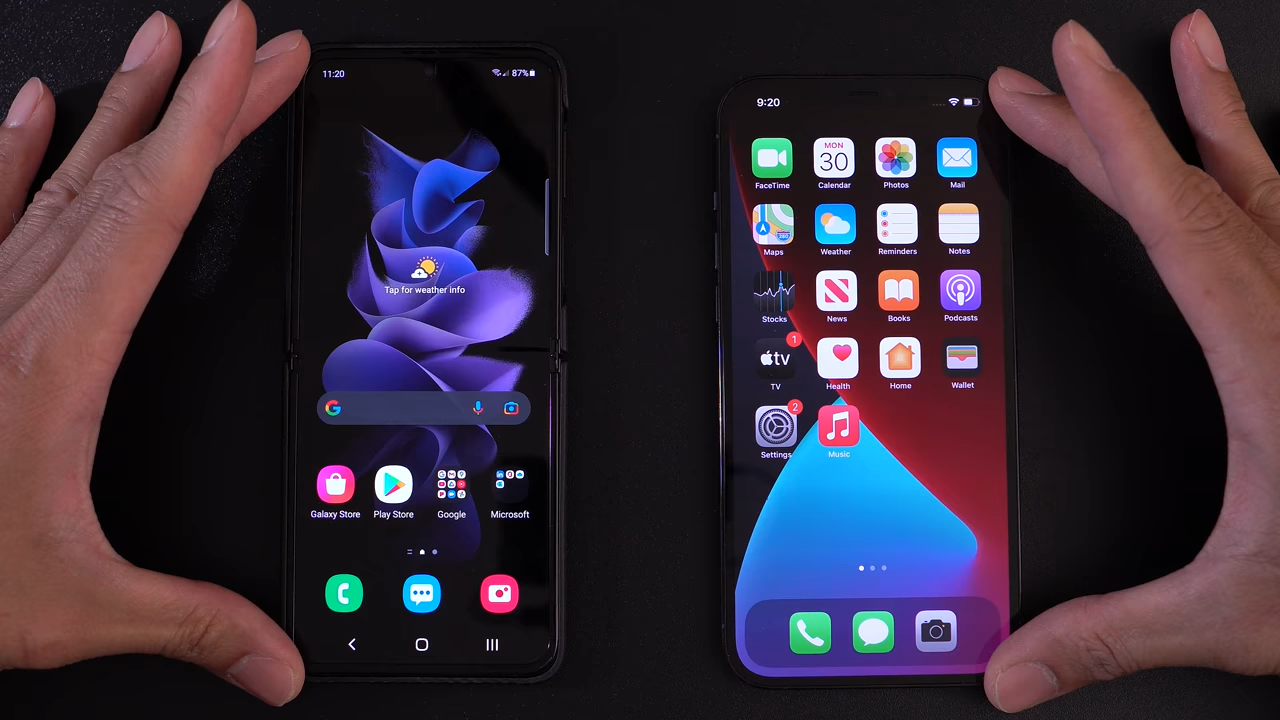 11:20
87%
Tap for weather info
G
Galaxy Store
Play Store
Google
Microsoft
9:20
MON
30
FaceTime
Calendar
Photos
Mail
Maps
Weather
Reminders
Notes
Stocks
News
Books
Podcasts
tv
1
TV
Health
Home
Wallet
2
Settings
Music